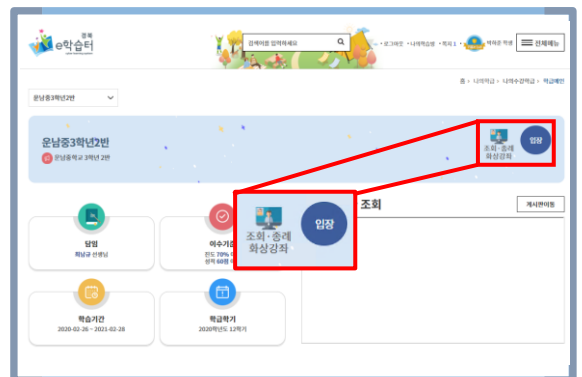 충북
e학습터
검색어를 입력하세요
• 로그아웃 • 나의학습방 • 쪽지 1 •
학생
전체메뉴
홈 › 나의학급 › 나의수강학급 › 학급메인
운남중3학년2반
운남중3학년2반
운남중학교 3학년 2반
조회·종례
화상강좌
입장
조회·종례
화상강좌
입장
조회
게시판이동
담임
선생님
이수기준
진도 70%
성적 60점
학습기간
2020-02-26 ~ 2021-02-28
학급학기
2020학년도 12학기